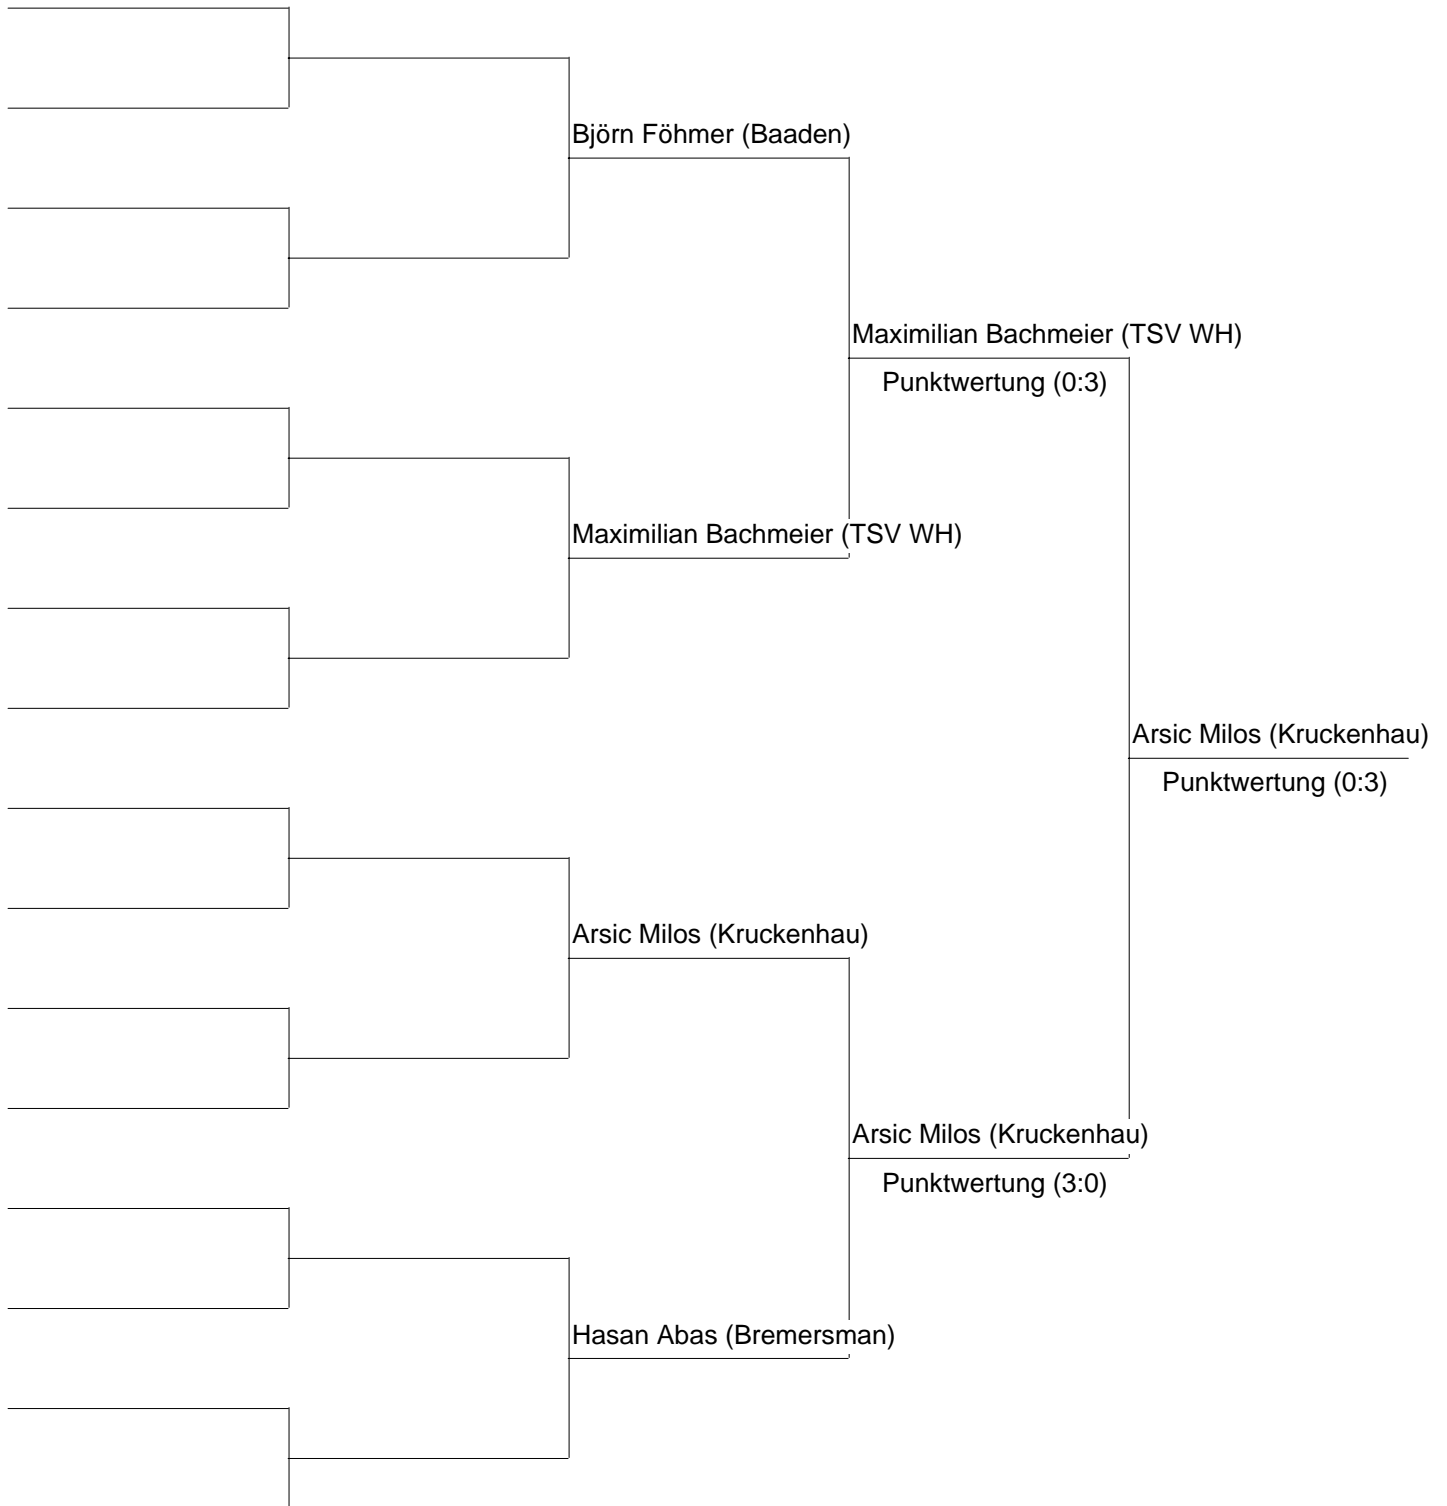 Björn Föhmer (Baaden)
Maximilian Bachmeier (TSV WH)
Punktwertung (0:3)
Maximilian Bachmeier (TSV WH)
Arsic Milos (Kruckenhau)
Punktwertung (0:3)
Arsic Milos (Kruckenhau)
Arsic Milos (Kruckenhau)
Punktwertung (3:0)
Hasan Abas (Bremersman)